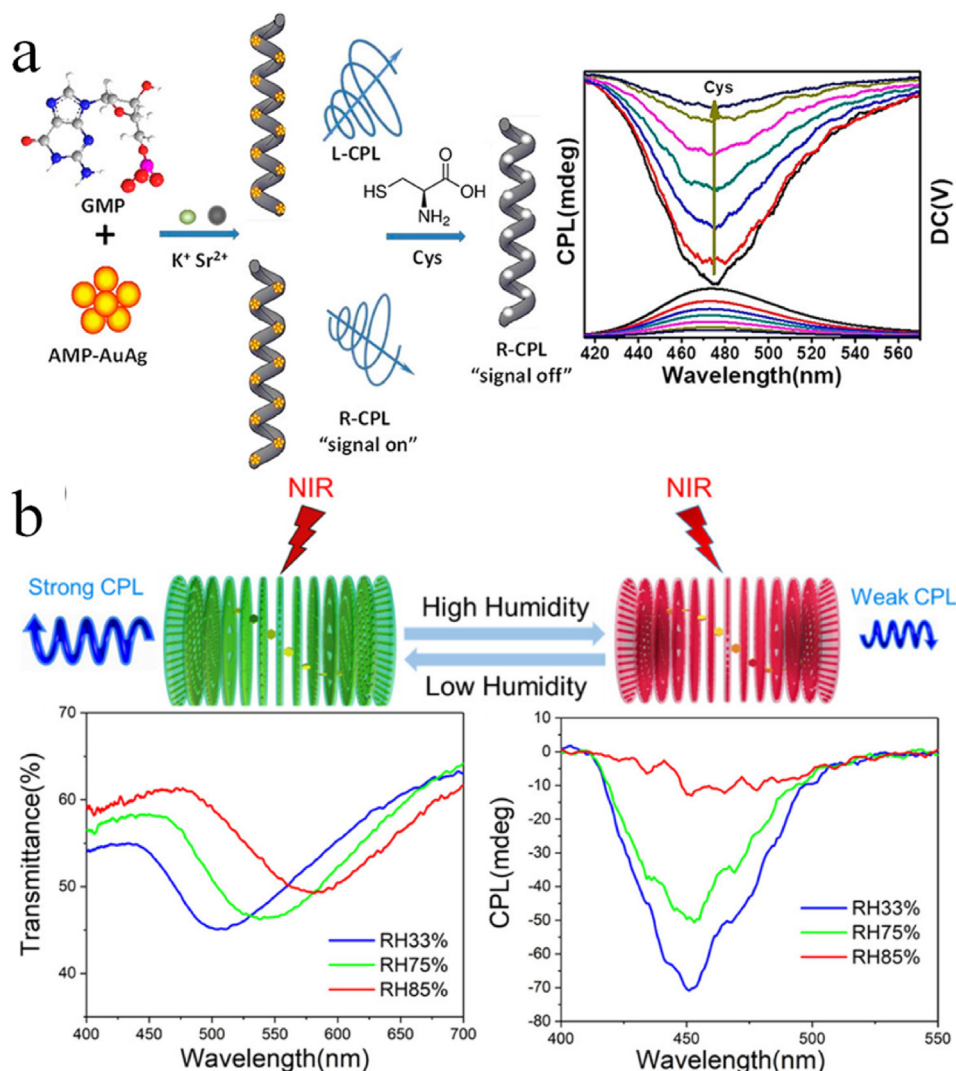 a
GMP
+
AMP-AuAg
K⁺ Sr²⁺
L-CPL
R-CPL
“signal on”
HS
O
OH
NH₂
Cys
R-CPL
“signal off”
Cys
CPL(mdeg)
DC(V)
420 440 460 480 500 520 540 560
Wavelength(nm)
b
NIR
NIR
Strong CPL
High Humidity
Low Humidity
Weak CPL
70
60
50
40
Transmittance(%)
RH33%
RH75%
RH85%
400 450 500 550 600 650 700
Wavelength(nm)
10
0
-10
-20
-30
-40
-50
-60
-70
-80
CPL(mdeg)
RH33%
RH75%
RH85%
400 450 500 550
Wavelength(nm)